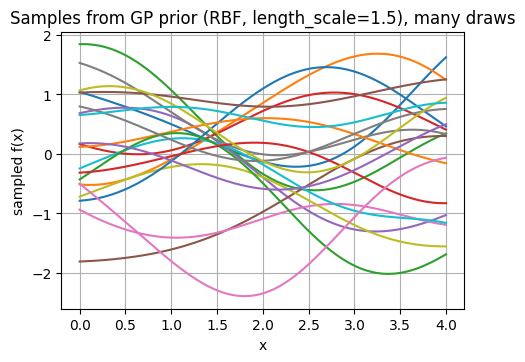 Samples from GP prior (RBF, length_scale=1.5), many draws
2
1
0
−1
−2
sampled f(x)
0.0 0.5 1.0 1.5 2.0 2.5 3.0 3.5 4.0
x